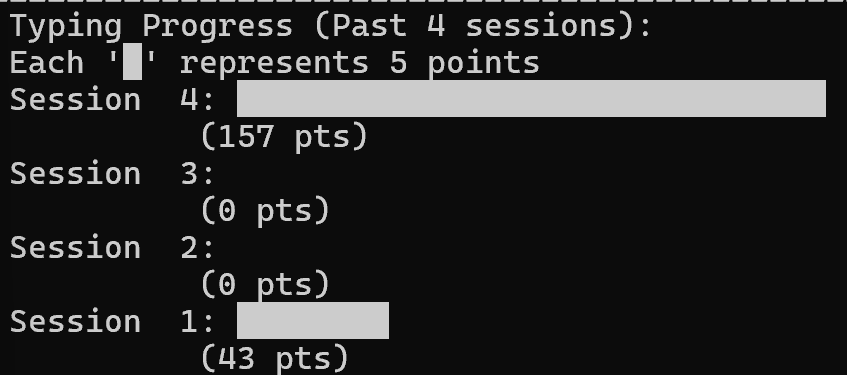 Typing Progress (Past 4 sessions):
Each '█' represents 5 points
Session  4: ███████████████████████████████
(157 pts)
Session  3:
(0 pts)
Session  2:
(0 pts)
Session  1: ████████
(43 pts)